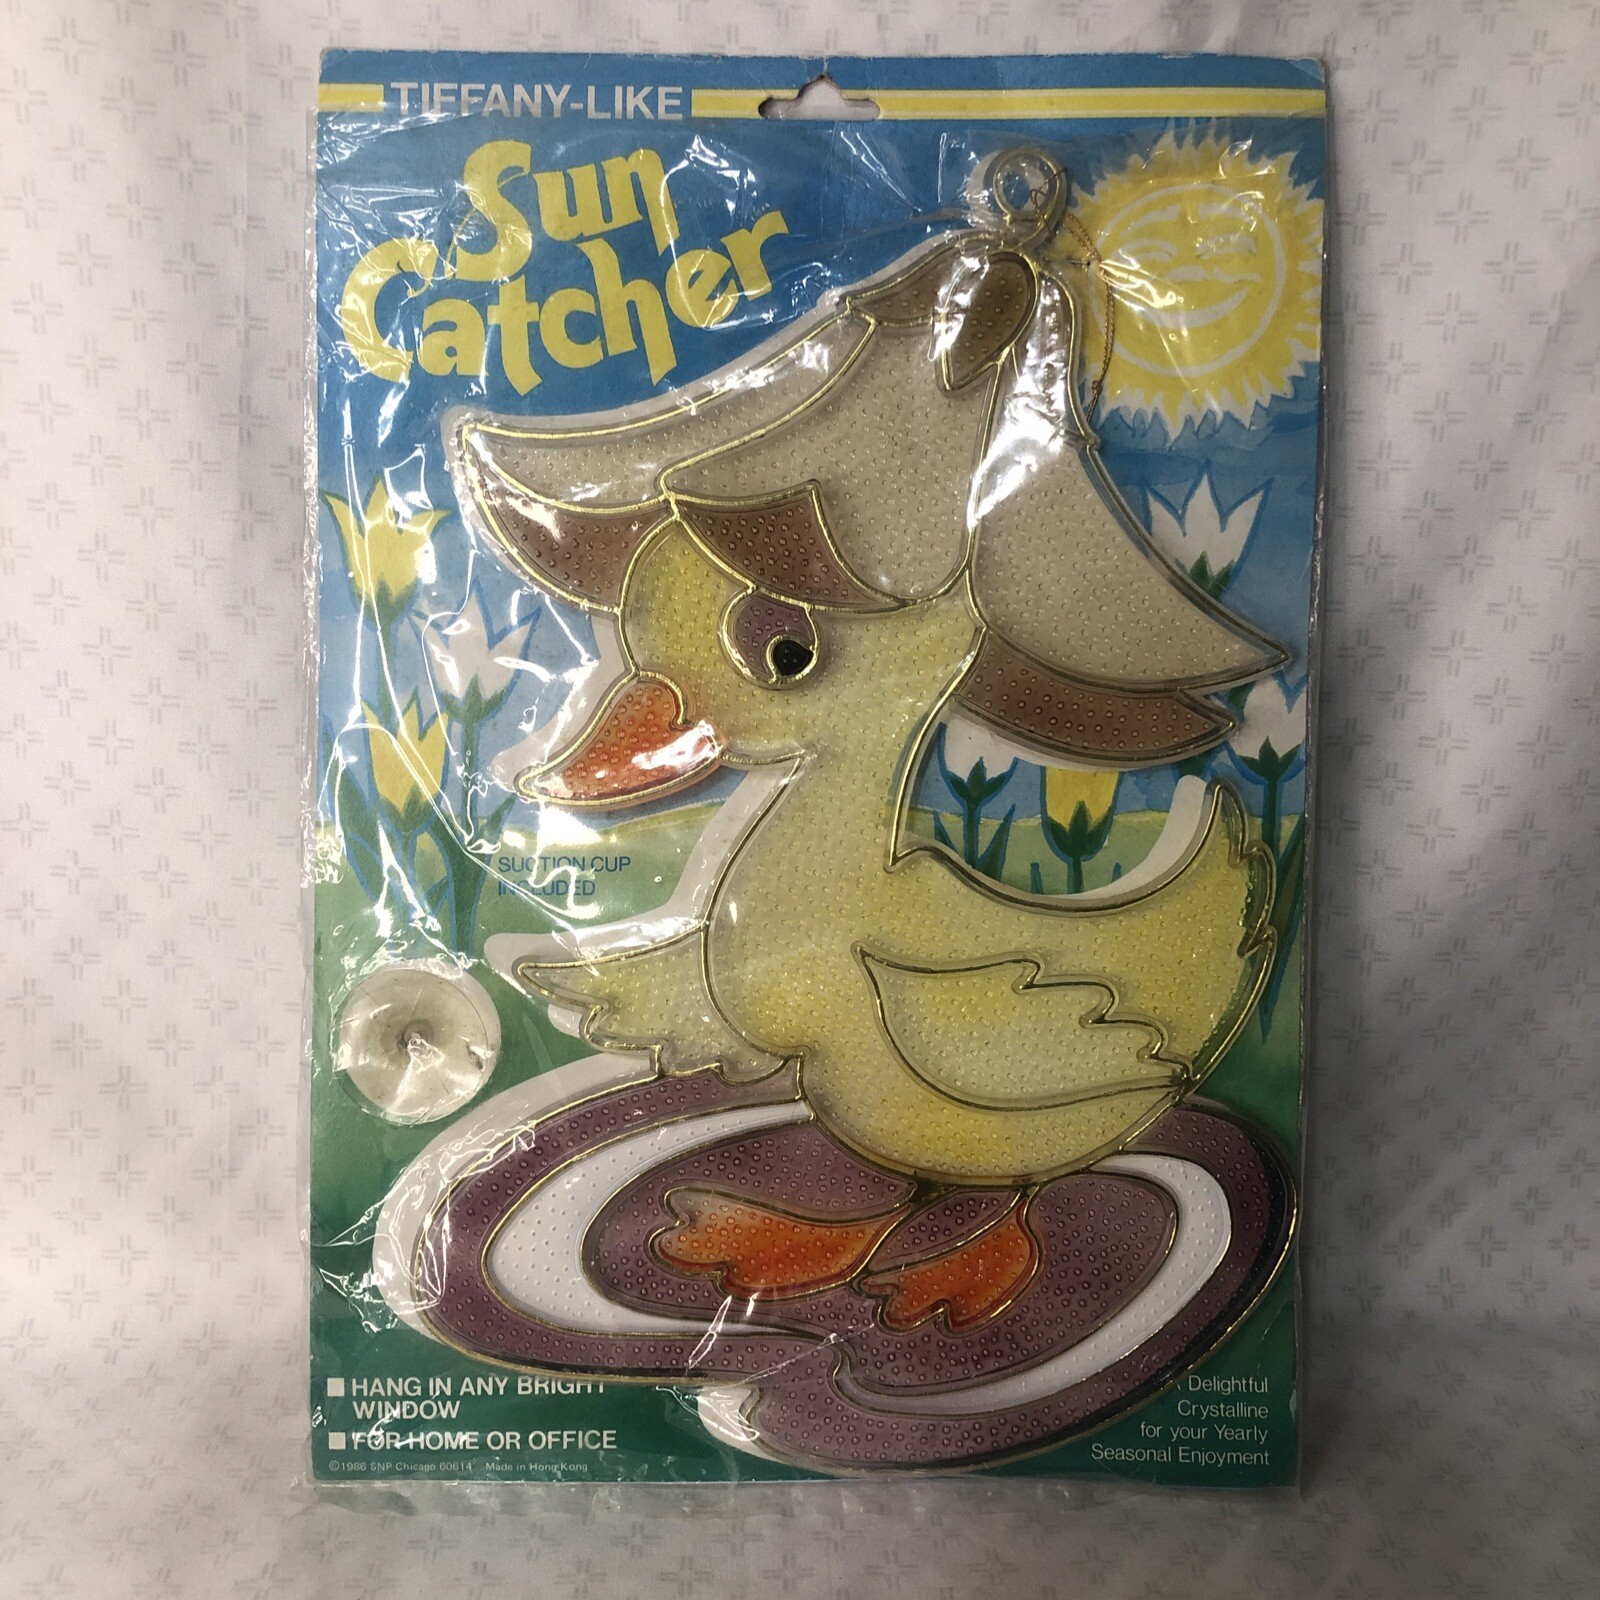 TIFFANY-LIKE
Sun
Catcher
SUCTION CUP
INCLUDED
■ HANG IN ANY BRIGHT
WINDOW
■ FOR HOME OR OFFICE
©1986 SNP Chicago 60614 Made in Hong Kong
A Delightful
Crystalline
for your Yearly
Seasonal Enjoyment